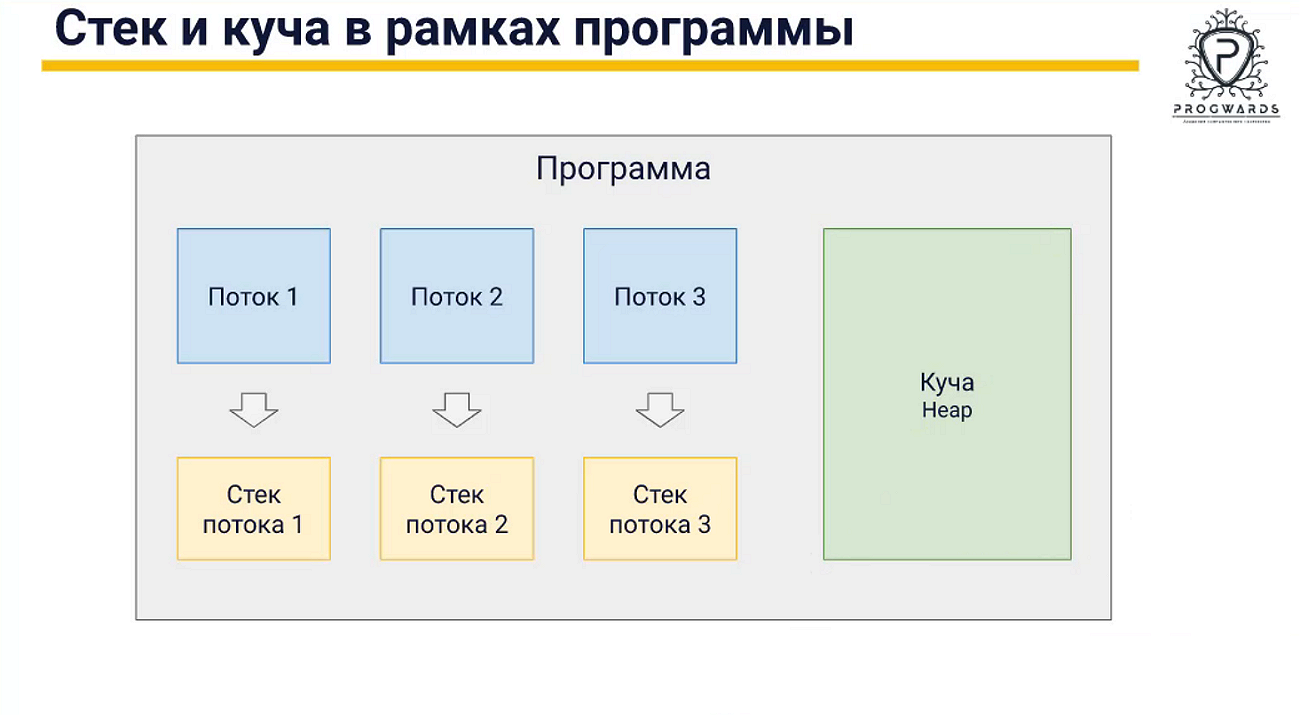 Стек и куча в рамках программы
PROGWARDS
Программа
Поток 1
Поток 2
Поток 3
Куча
Heap
Стек
потока 1
Стек
потока 2
Стек
потока 3